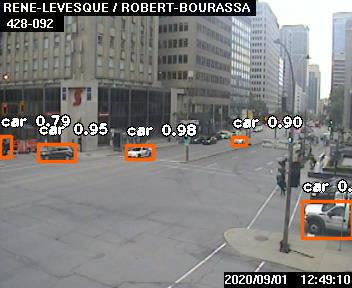 RENE-LEVESQUE / ROBERT-BOURASSA
428-092
car 0.79
car 0.95
car 0.98
car 0.90
car 0.
2020/09/01 12:49:10